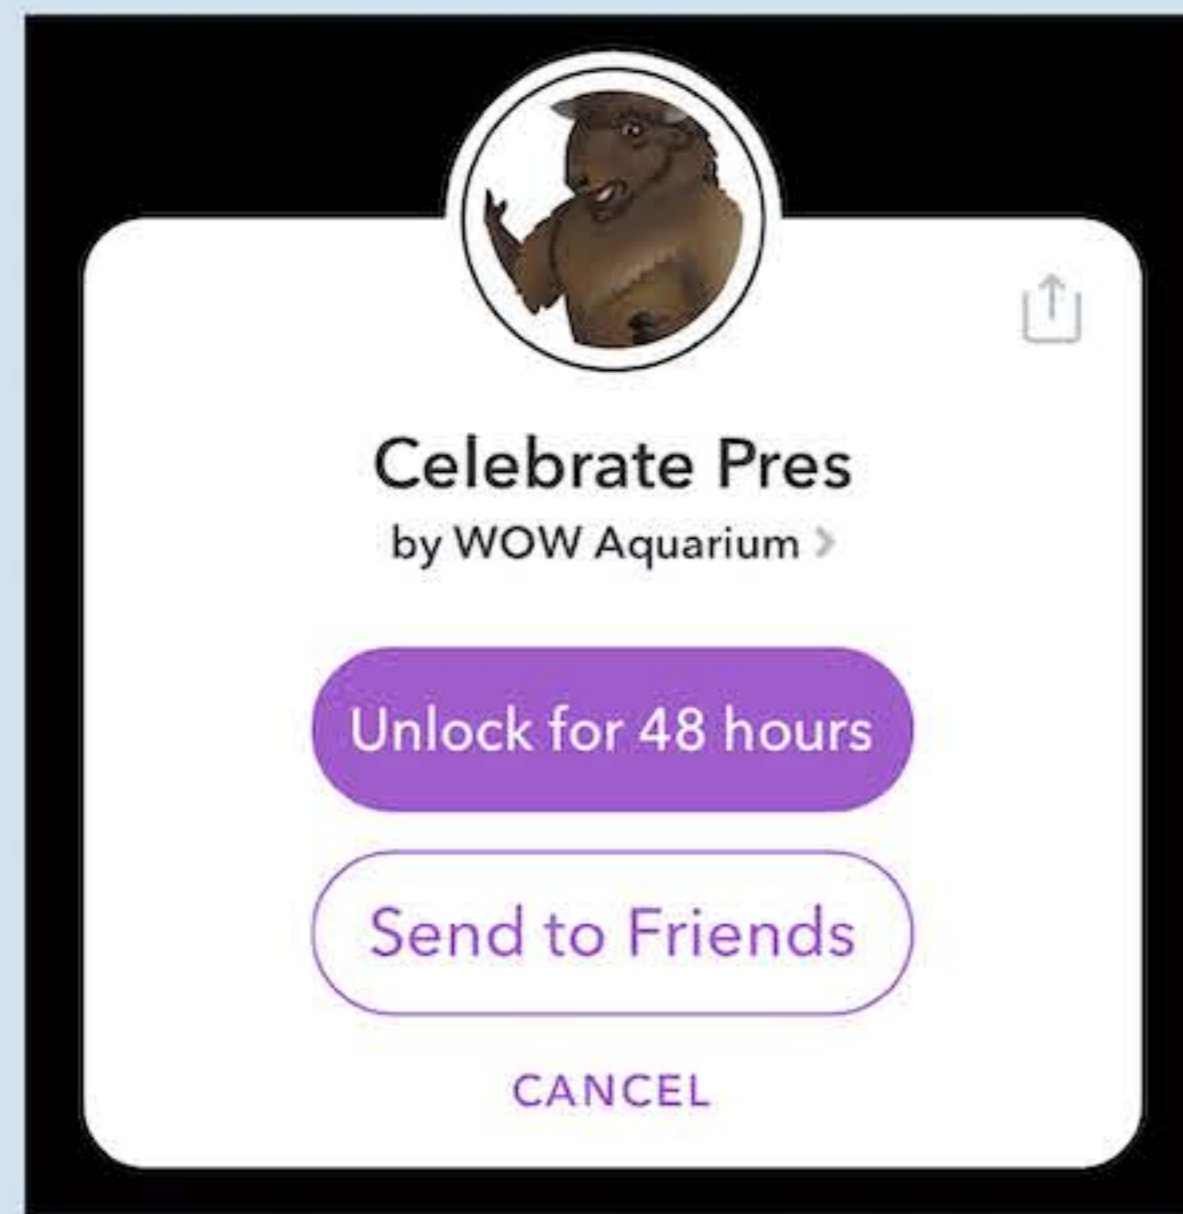 Celebrate Pres
by WOW Aquarium >
Unlock for 48 hours
Send to Friends
CANCEL